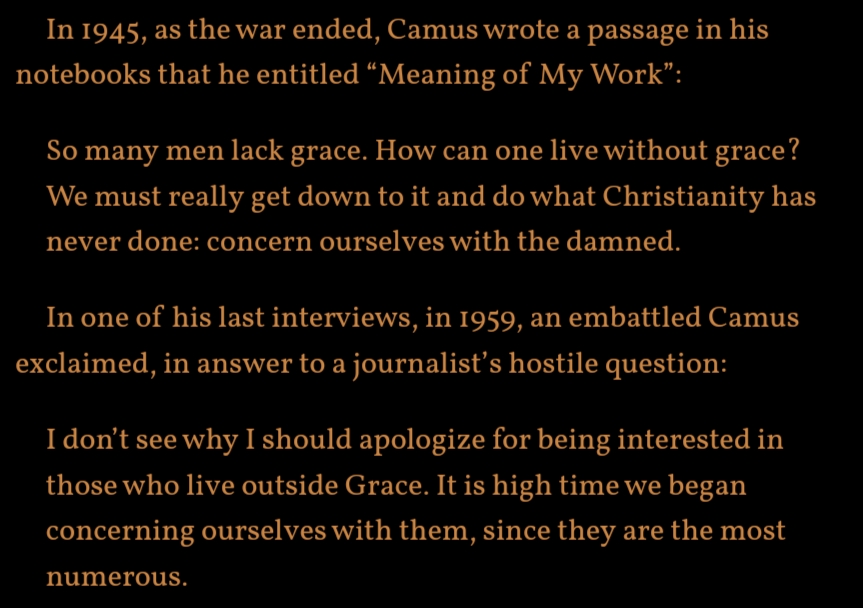 In 1945, as the war ended, Camus wrote a passage in his
notebooks that he entitled “Meaning of My Work”:
So many men lack grace. How can one live without grace?
We must really get down to it and do what Christianity has
never done: concern ourselves with the damned.
In one of his last interviews, in 1959, an embattled Camus
exclaimed, in answer to a journalist’s hostile question:
I don’t see why I should apologize for being interested in
those who live outside Grace. It is high time we began
concerning ourselves with them, since they are the most
numerous.